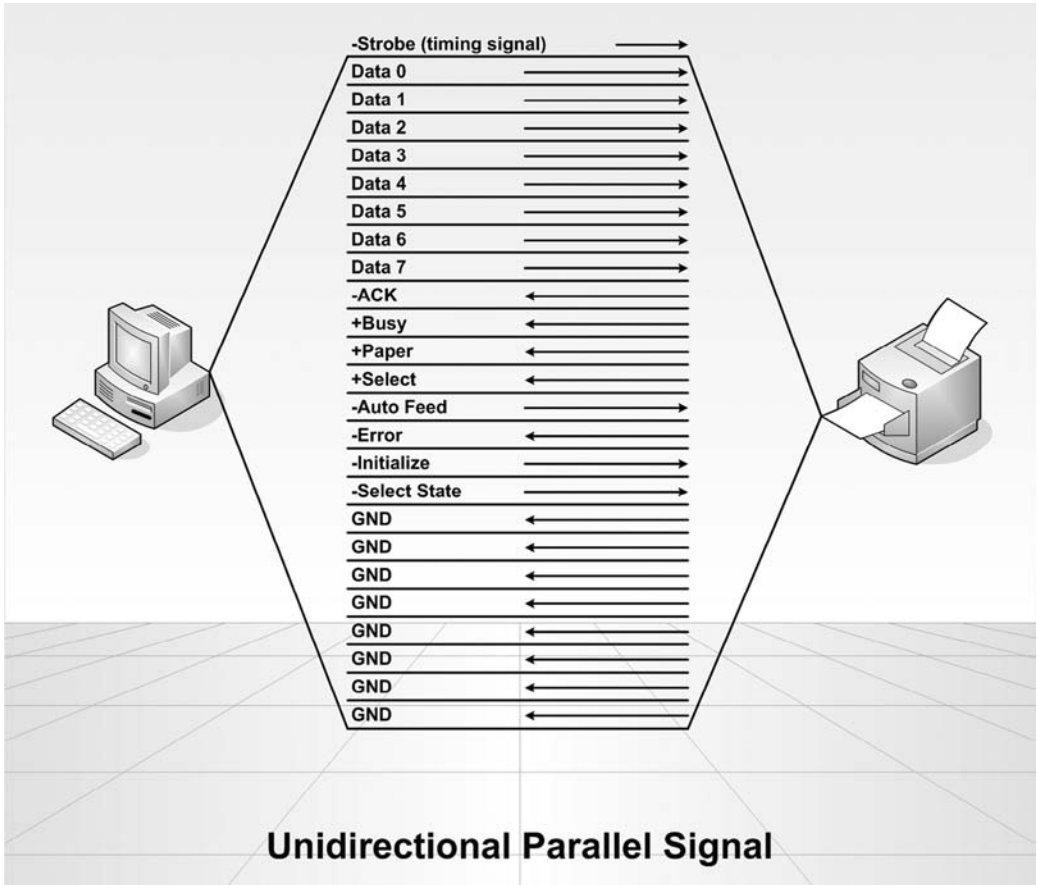 -Strobe (timing signal)
Data 0
Data 1
Data 2
Data 3
Data 4
Data 5
Data 6
Data 7
-ACK
+Busy
+Paper
+Select
-Auto Feed
-Error
-Initialize
-Select State
GND
GND
GND
GND
GND
GND
GND
GND
Unidirectional Parallel Signal